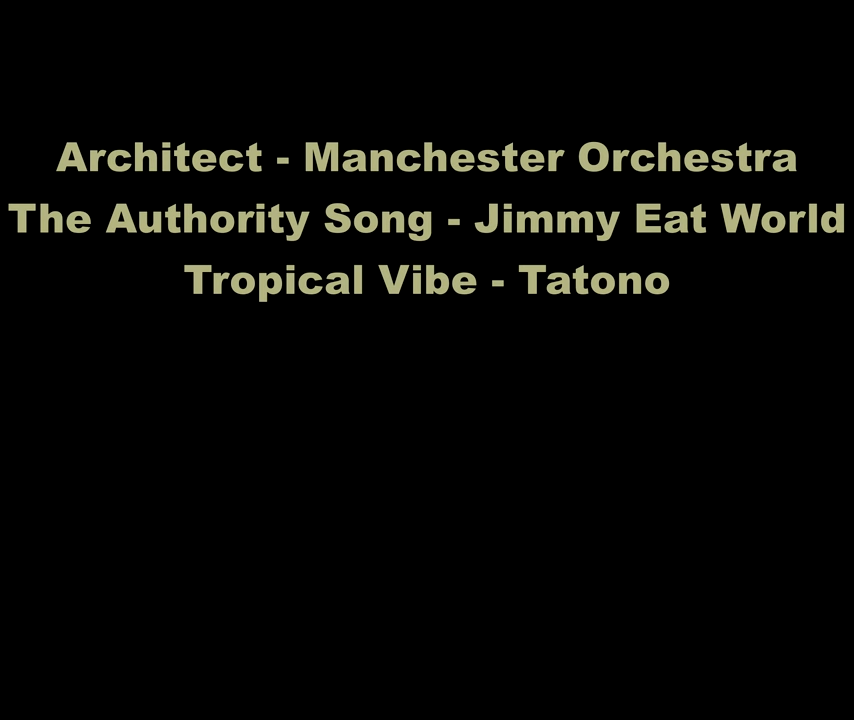 Architect - Manchester Orchestra
The Authority Song - Jimmy Eat World
Tropical Vibe - Tatono